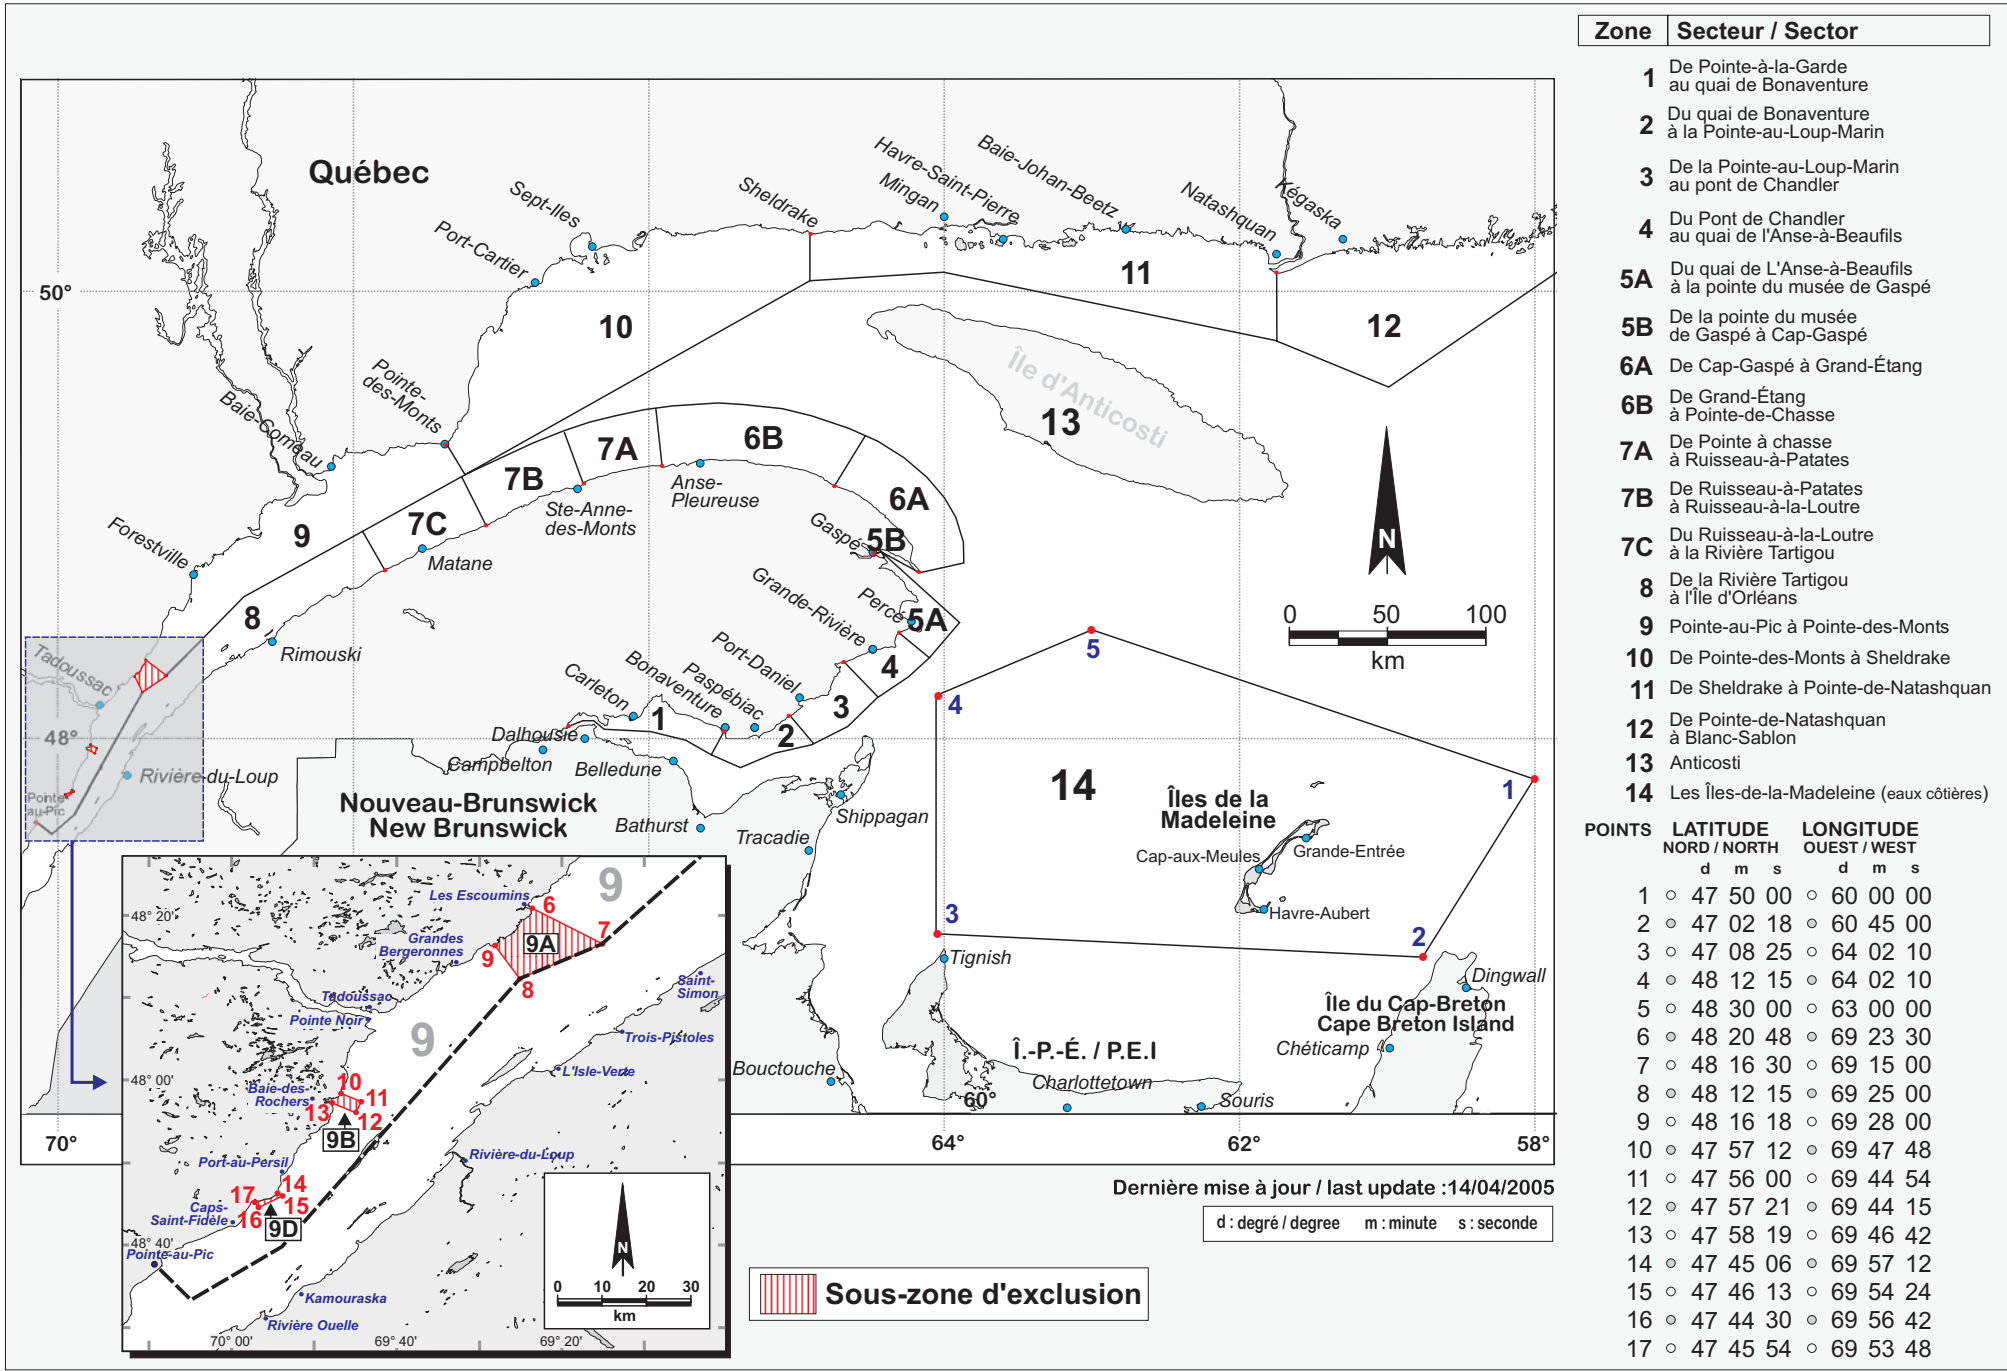 Zone Secteur / Sector
1 De Pointe-à-la-Garde
au quai de Bonaventure
2 Du quai de Bonaventure
à la Pointe-au-Loup-Marin
3 De la Pointe-au-Loup-Marin
au pont de Chandler
4 Du Pont de Chandler
au quai de l'Anse-à-Beaufils
5A Du quai de L'Anse-à-Beaufils
à la pointe du musée de Gaspé
5B De la pointe du musée
de Gaspé à Cap-Gaspé
6A De Cap-Gaspé à Grand-Étang
6B De Grand-Étang
à Pointe-de-Chasse
7A De Pointe à chasse
à Ruisseau-à-Patates
7B De Ruisseau-à-Patates
à Ruisseau-à-la-Loutre
7C Du Ruisseau-à-la-Loutre
à la Rivière Tartigou
8 De la Rivière Tartigou
à l'Île d'Orléans
9 Pointe-au-Pic à Pointe-des-Monts
10 De Pointe-des-Monts à Sheldrake
11 De Sheldrake à Pointe-de-Natashquan
12 De Pointe-de-Natashquan
à Blanc-Sablon
13 Anticosti
14 Les Îles-de-la-Madeleine (eaux côtières)
POINTS LATITUDE LONGITUDE
NORD / NORTH OUEST / WEST
d m s d m s
1 47 50 00 60 00 00
2 47 02 18 60 45 00
3 47 08 25 64 02 10
4 48 12 15 64 02 10
5 48 30 00 63 00 00
6 48 20 48 69 23 30
7 48 16 30 69 15 00
8 48 12 15 69 25 00
9 48 16 18 69 28 00
10 47 57 12 69 47 48
11 47 56 00 69 44 54
12 47 57 21 69 44 15
13 47 58 19 69 46 42
14 47 45 06 69 57 12
15 47 46 13 69 54 24
16 47 44 30 69 56 42
17 47 45 54 69 53 48
Québec
Sept-Iles
Port-Cartier
Sheldrake
Mingan
Havre-Saint-Pierre
Baie-Johan-Beetz
Natashquan
Kégaska
50°
10
11
12
Île d'Anticosti
13
Pointe-
des-Monts
Baie-Comeau
Forestville
9
8
7C
7B
7A
6B
6A
5B
5A
4
3
2
1
Anse-
Pleureuse
Ste-Anne-
des-Monts
Matane
Rimouski
Gaspé
Percé
Grande-Rivière
Port-Daniel
Paspébiac
Bonaventure
Carleton
Dalhousie
Campbelton
Belledune
Bathurst
N
0 50 100
km
Tadoussac
48°
Rivière-du-Loup
Pointe
au-Pic
Nouveau-Brunswick
New Brunswick
Shippagan
Tracadie
Bouctouche
5
4
1
3
2
14
Îles de la
Madeleine
Cap-aux-Meules
Grande-Entrée
Havre-Aubert
Tignish
Dingwall
Île du Cap-Breton
Cape Breton Island
Chéticamp
Î.-P.-É. / P.E.I
Charlottetown
Souris
60°
70°
64°
62°
58°
Les Escoumins
9
6
7
9A
9
8
48° 20'
Grandes
Bergeronnes
Tadoussac
Pointe Noir
9
Saint-
Simon
Trois-Pistoles
L'Isle-Verte
48° 00'
Baie-des-
Rochers
10
11
13
12
9B
Port-au-Persil
Rivière-du-Loup
17
14
15
16
9D
Caps-
Saint-Fidèle
48° 40'
Pointe-au-Pic
Kamouraska
Rivière Ouelle
70° 00'
69° 40'
69° 20'
N
0 10 20 30
km
Dernière mise à jour / last update :14/04/2005
d : degré / degree m : minute s : seconde
Sous-zone d'exclusion